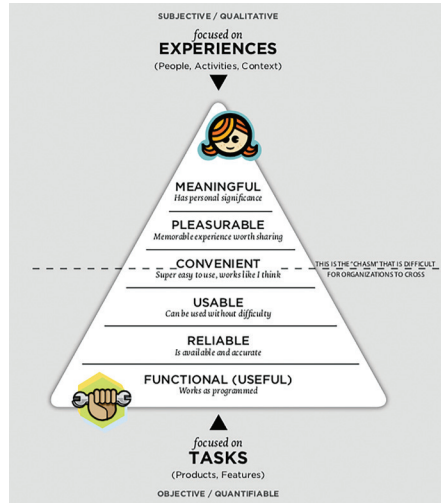 SUBJECTIVE / QUALITATIVE
focused on
EXPERIENCES
(People, Activities, Context)
MEANINGFUL
Has personal significance
PLEASURABLE
Memorable experience worth sharing
CONVENIENT
Super easy to use, works like I think
THIS IS THE "CHASM" THAT IS DIFFICULT
FOR ORGANIZATIONS TO CROSS
USABLE
Can be used without difficulty
RELIABLE
Is available and accurate
FUNCTIONAL (USEFUL)
Works as programmed
focused on
TASKS
(Products, Features)
OBJECTIVE / QUANTIFIABLE